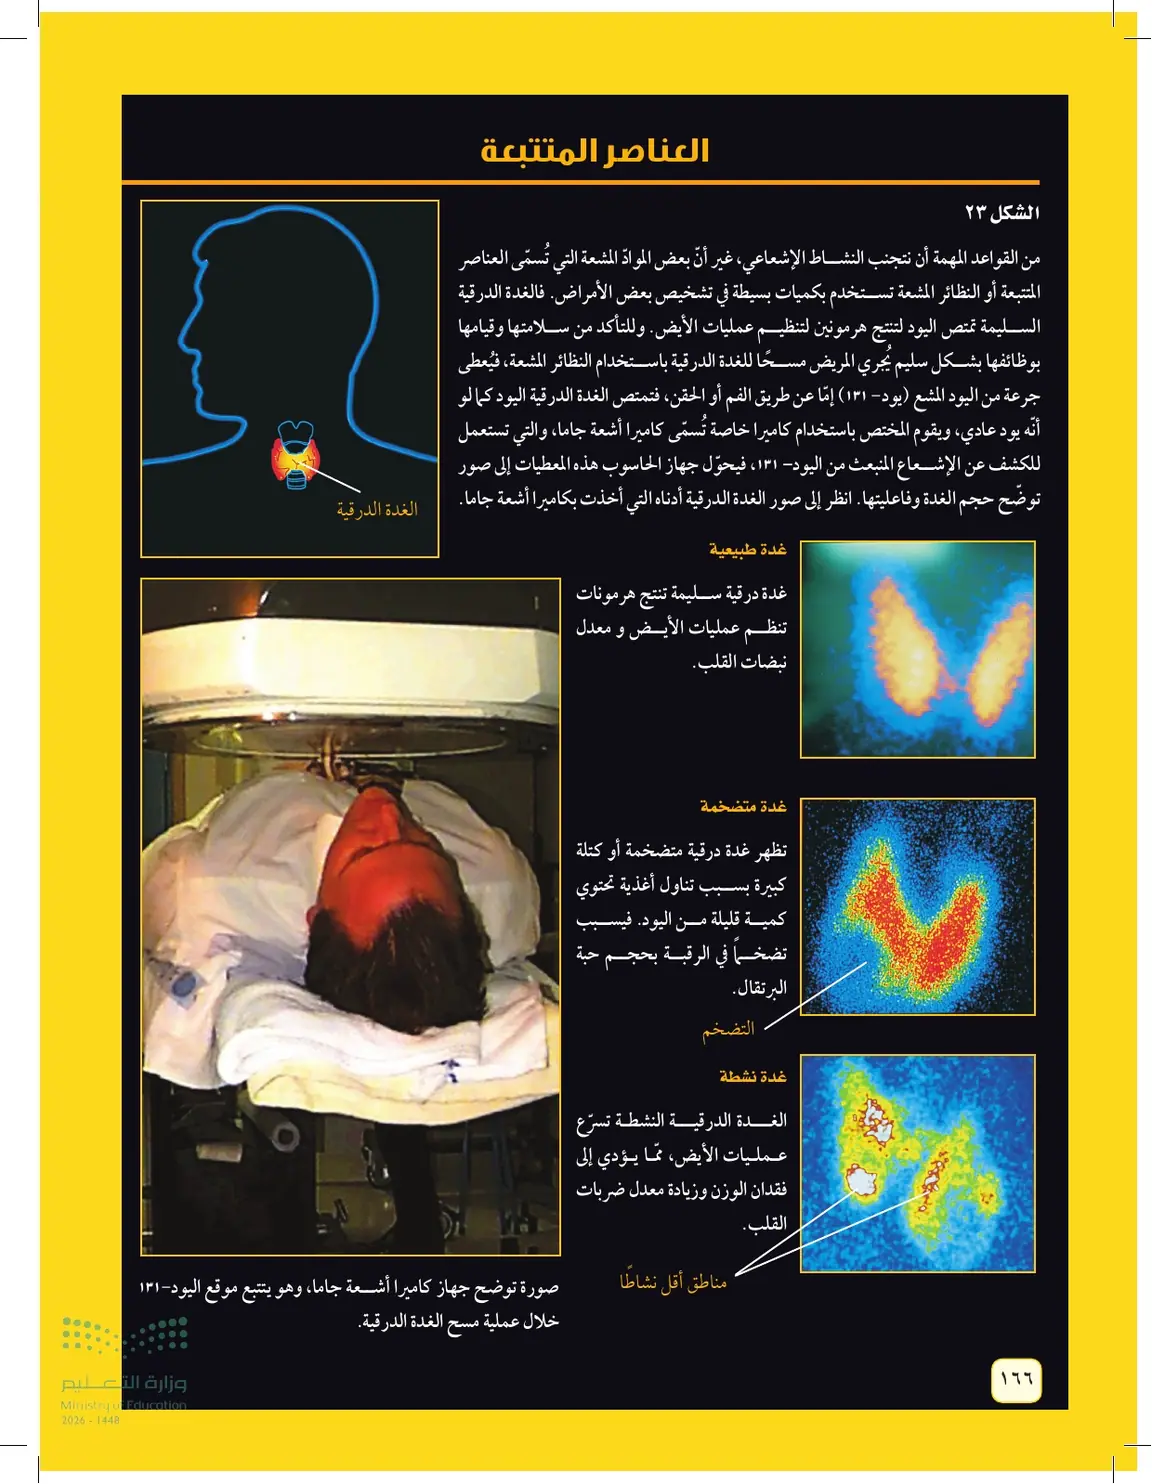 العناصر المتتبعة
الشكل ٢٣
من القواعد المهمة أن نتجنب النشاط الإشعاعي، غير أنّ بعض الموادّ المشعة التي تُسمّى العناصر
المتتبعة أو النظائر المشعة تستخدم بكميات بسيطة في تشخيص بعض الأمراض. فالغدة الدرقية
السليمة تمتص اليود لتنتج هرمونين لتنظيم عمليات الأيض. وللتأكد من سلامتها وقيامها
بوظائفها بشكل سليم يُجري المريض مسحًا للغدة الدرقية باستخدام النظائر المشعة، فيُعطى
جرعة من اليود المشع (يود- ١٣١) إمّا عن طريق الفم أو الحقن، فتمتص الغدة الدرقية اليود كما لو
أنّه يود عادي، ويقوم المختص باستخدام كاميرا خاصة تُسمّى كاميرا أشعة جاما، والتي تستعمل
للكشف عن الإشعاع المنبعث من اليود- ١٣١، فيحوّل جهاز الحاسوب هذه المعطيات إلى صور
توضّح حجم الغدة وفاعليتها. انظر إلى صور الغدة الدرقية أدناه التي أخذت بكاميرا أشعة جاما.
الغدة الدرقية
غدة طبيعية
غدة درقية سليمة تنتج هرمونات
تنظم عمليات الأيض و معدل
نبضات القلب.
غدة متضخمة
تظهر غدة درقية متضخمة أو كتلة
كبيرة بسبب تناول أغذية تحتوي
كمية قليلة من اليود. فيسبب
تضخماً في الرقبة بحجم حبة
البرتقال.
التضخم
غدة نشطة
الغدة الدرقية النشطة تسرّع
عمليات الأيض، ممّا يؤدي إلى
فقدان الوزن وزيادة معدل ضربات
القلب.
مناطق أقل نشاطًا
صورة توضح جهاز كاميرا أشعة جاما، وهو يتتبع موقع اليود-١٣١
خلال عملية مسح الغدة الدرقية.
١٦٦
وزارة التعليم
Ministry of Education
2026 - 1448